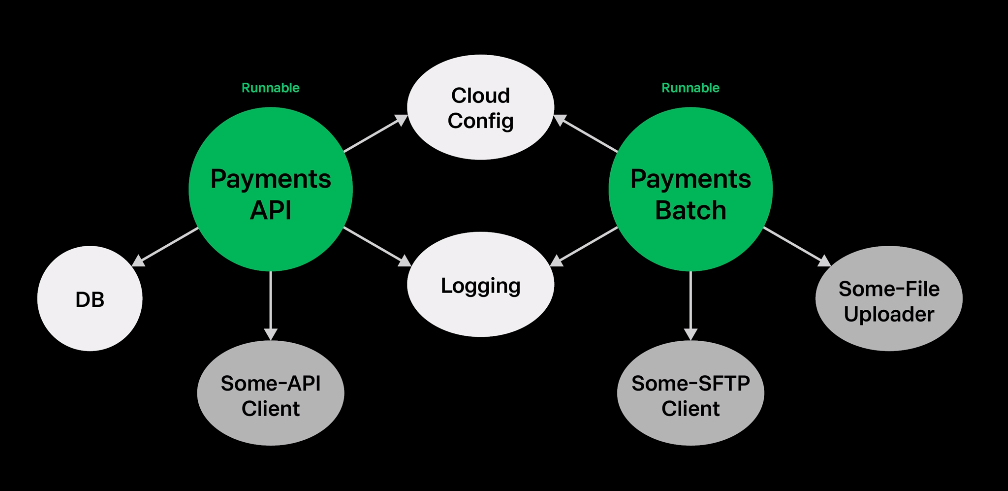 Runnable
Payments
API
Cloud
Config
Runnable
Payments
Batch
DB
Logging
Some-File
Uploader
Some-API
Client
Some-SFTP
Client